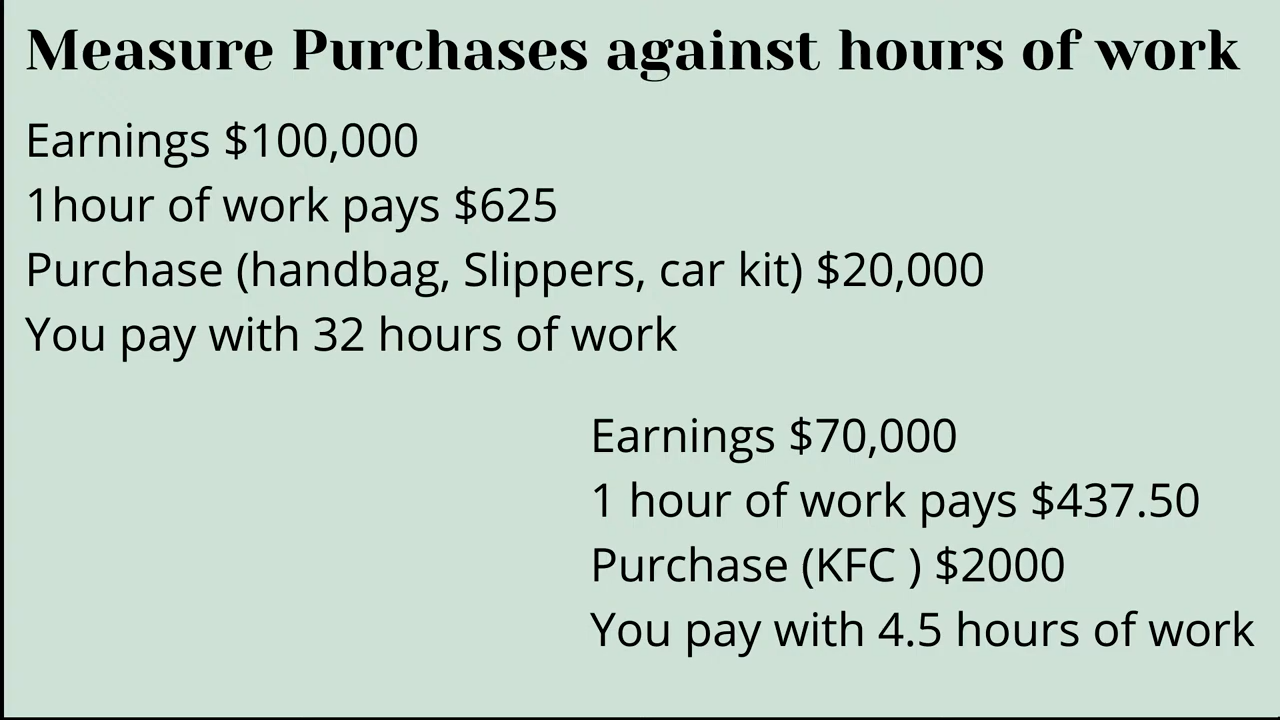 Measure Purchases against hours of work
Earnings $100,000
1hour of work pays $625
Purchase (handbag, Slippers, car kit) $20,000
You pay with 32 hours of work
Earnings $70,000
1 hour of work pays $437.50
Purchase (KFC ) $2000
You pay with 4.5 hours of work